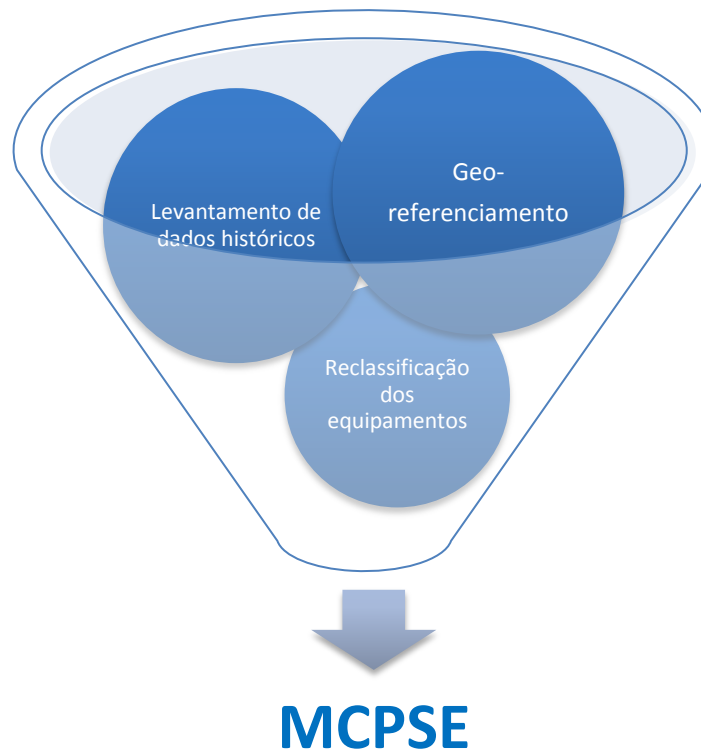 Levantamento de
dados históricos
Geo-
referenciamento
Reclassificação
dos
equipamentos
MCPSE